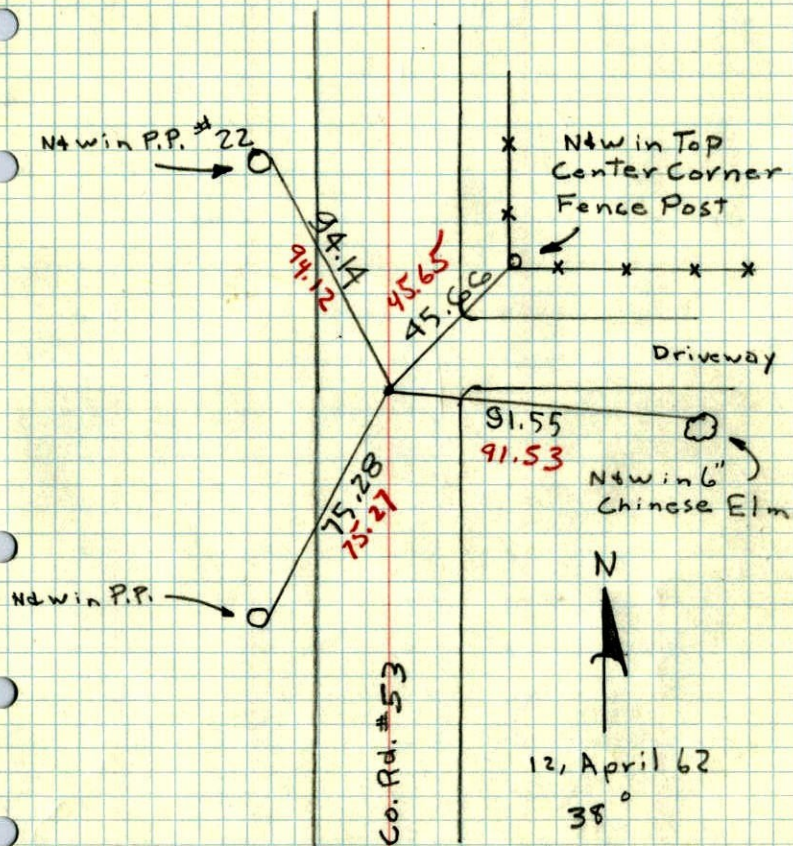 N&W in P.P. #22
N&W in Top
Center Corner
Fence Post
94.14
94.12
45.65
45.66
Driveway
91.55
91.53
N&W in 6"
Chinese Elm
75.28
75.27
N&W in P.P.
N
Co. Rd. #53
12, April 62
38°